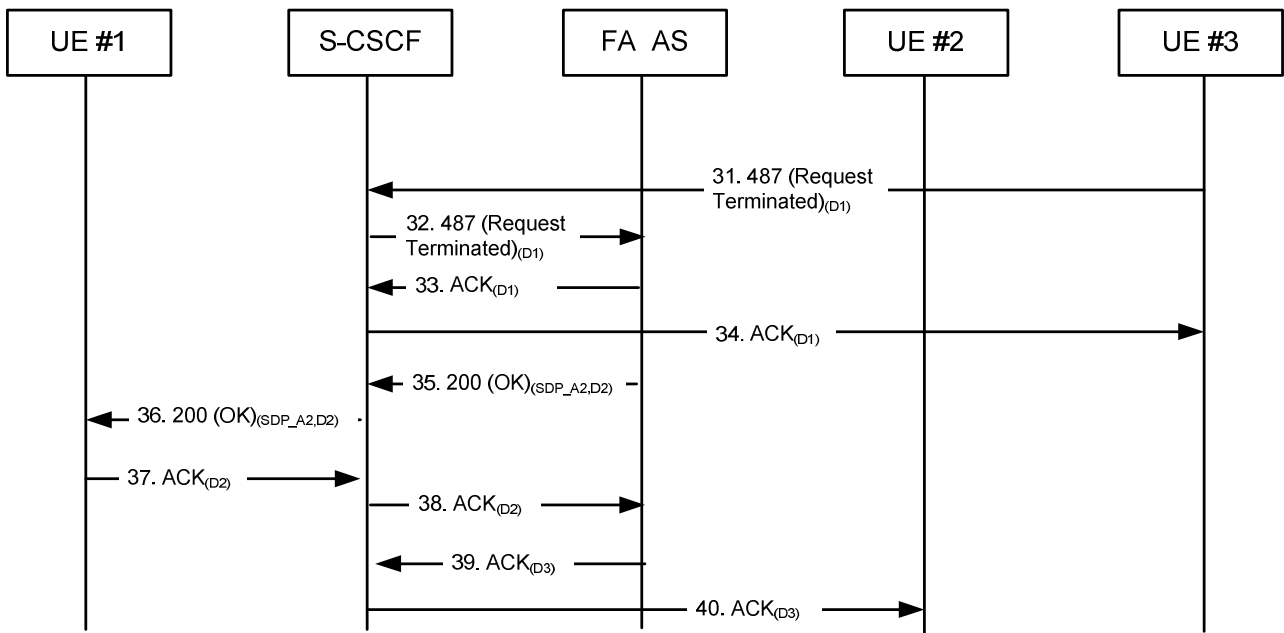 UE #1
S-CSCF
FA AS
UE #2
UE #3
31. 487 (Request
Terminated)(D1)
32. 487 (Request
Terminated)(D1)
33. ACK(D1)
34. ACK(D1)
35. 200 (OK)(SDP_A2,D2)
36. 200 (OK)(SDP_A2,D2)
37. ACK(D2)
38. ACK(D2)
39. ACK(D3)
40. ACK(D3)